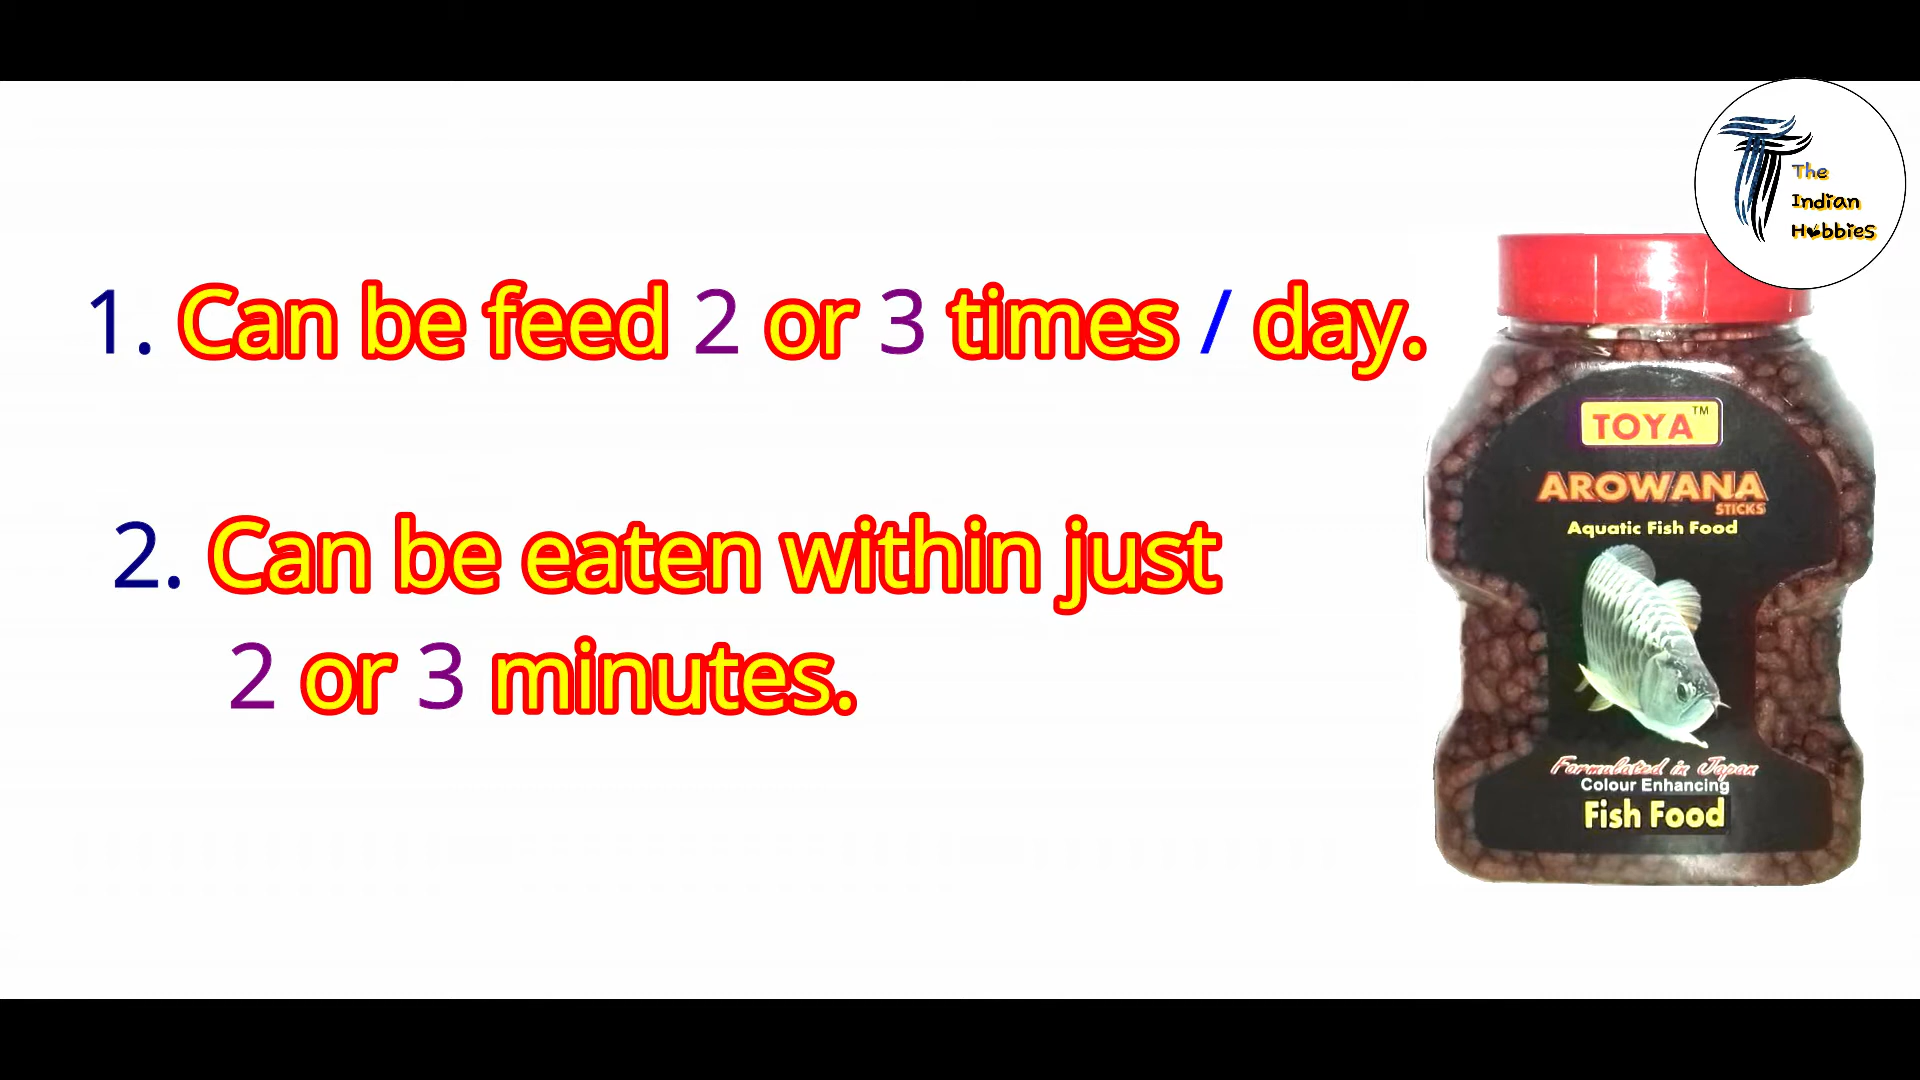 The
Indian
HobbieS
1. Can be feed 2 or 3 times / day.
2. Can be eaten within just
2 or 3 minutes.
TOYA™
AROWANA
STICKS
Aquatic Fish Food
Formulated in Japan
Colour Enhancing
Fish Food